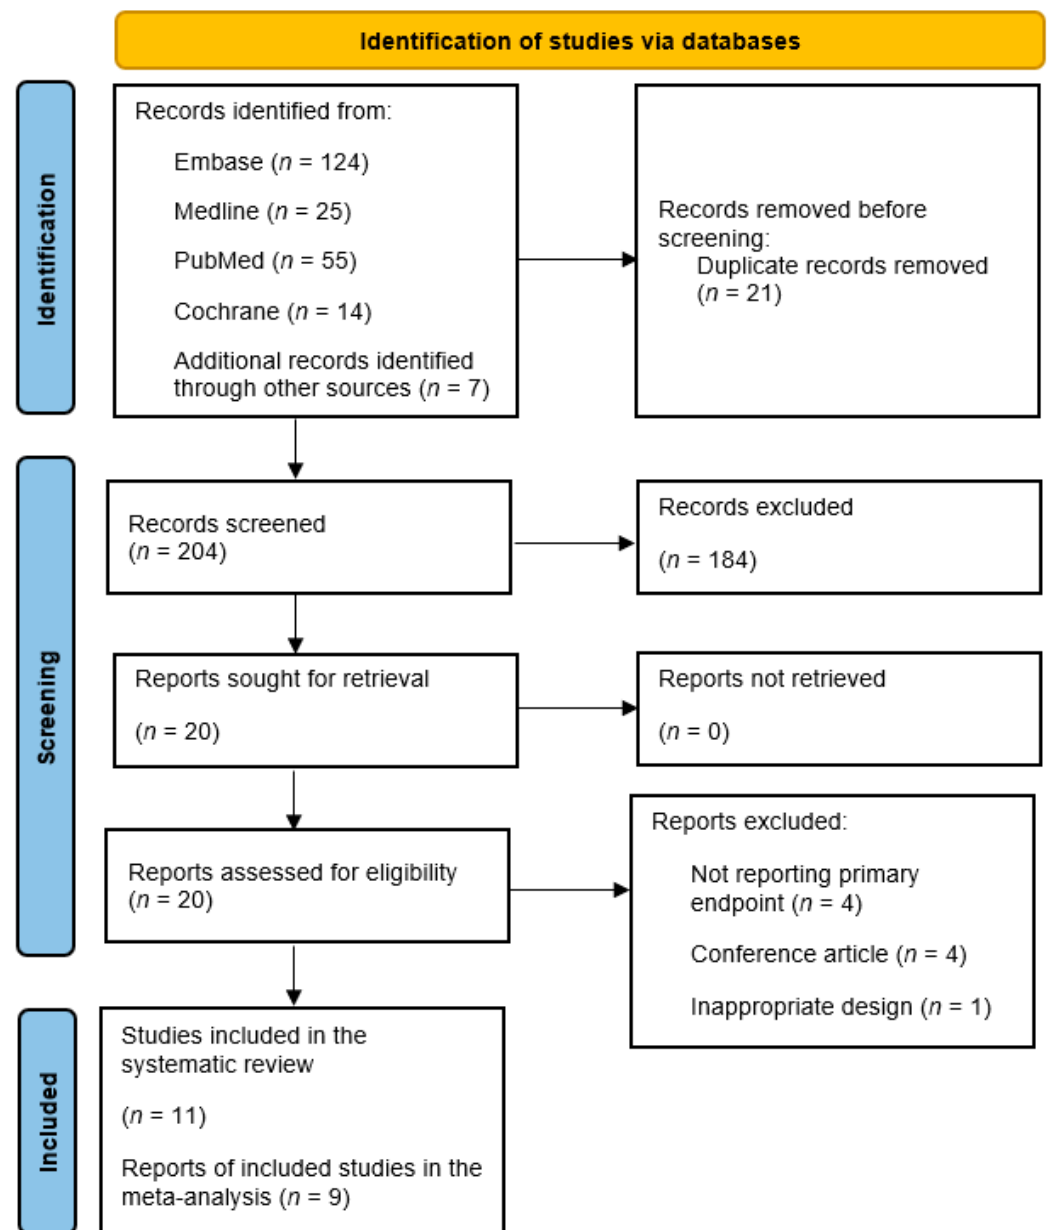 Identification of studies via databases
Identification
Records identified from:
Embase (n = 124)
Medline (n = 25)
PubMed (n = 55)
Cochrane (n = 14)
Additional records identified
through other sources (n = 7)
Records removed before
screening:
Duplicate records removed
(n = 21)
Screening
Records screened
(n = 204)
Records excluded
(n = 184)
Reports sought for retrieval
(n = 20)
Reports not retrieved
(n = 0)
Reports assessed for eligibility
(n = 20)
Reports excluded:
Not reporting primary
endpoint (n = 4)
Conference article (n = 4)
Inappropriate design (n = 1)
Included
Studies included in the
systematic review
(n = 11)
Reports of included studies in the
meta-analysis (n = 9)